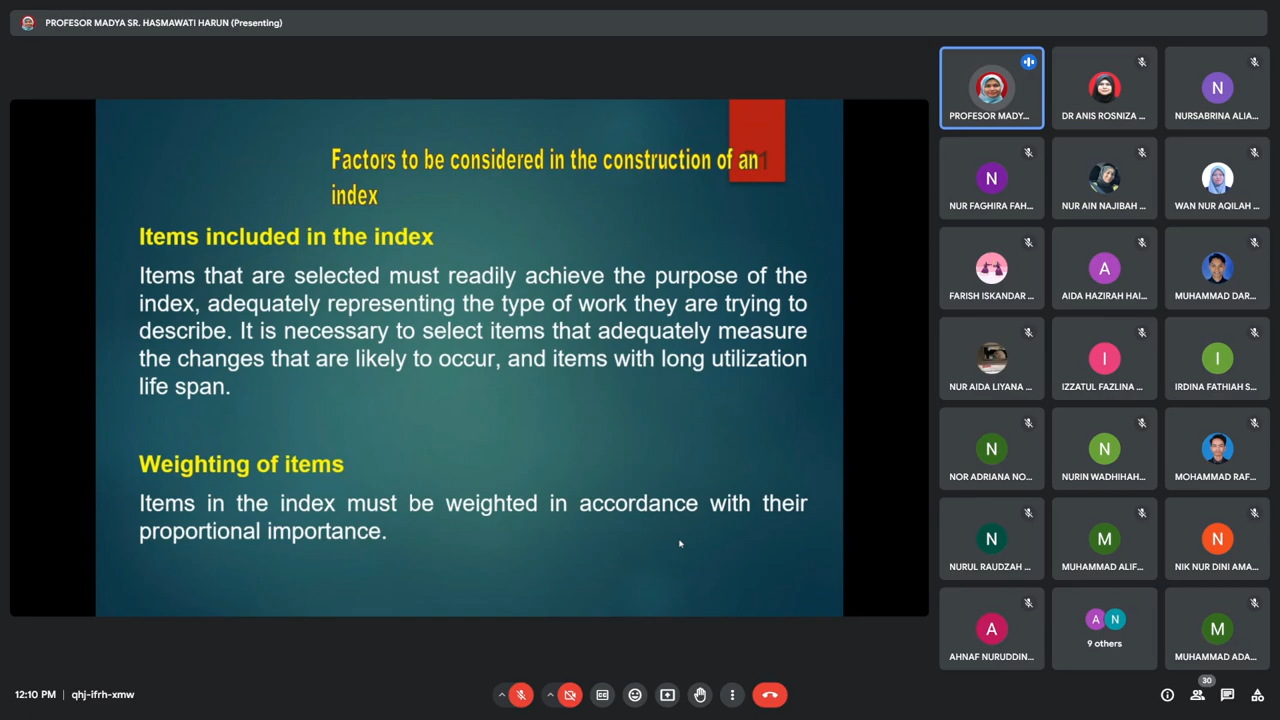 PROFESOR MADYA SR. HASMAWATI HARUN (Presenting)
Factors to be considered in the construction of an
index
Items included in the index
Items that are selected must readily achieve the purpose of the
index, adequately representing the type of work they are trying to
describe. It is necessary to select items that adequately measure
the changes that are likely to occur, and items with long utilization
life span.
Weighting of items
Items in the index must be weighted in accordance with their
proportional importance.
PROFESOR MADY...
DR ANIS ROSNIZA ...
N
NURSABRINA ALIA...
N
NUR FAGHIRA FAH...
NUR AIN NAJIBAH ...
WAN NUR AQILAH ...
FARISH ISKANDAR ...
A
AIDA HAZIRAH HAI...
MUHAMMAD DAR...
NUR AIDA LIYANA ...
I
IZZATUL FAZLINA ...
I
IRDINA FATHIAH S...
N
NOR ADRIANA NO...
N
NURIN WADHIHAH...
MOHAMMAD RAF...
N
NURUL RAUDZAH ...
M
MUHAMMAD ALIF...
N
NIK NUR DINI AMA...
A
AHNAF NURUDDIN...
A N
9 others
M
MUHAMMAD ADA...
12:10 PM | qhj-ifrh-xmw
30